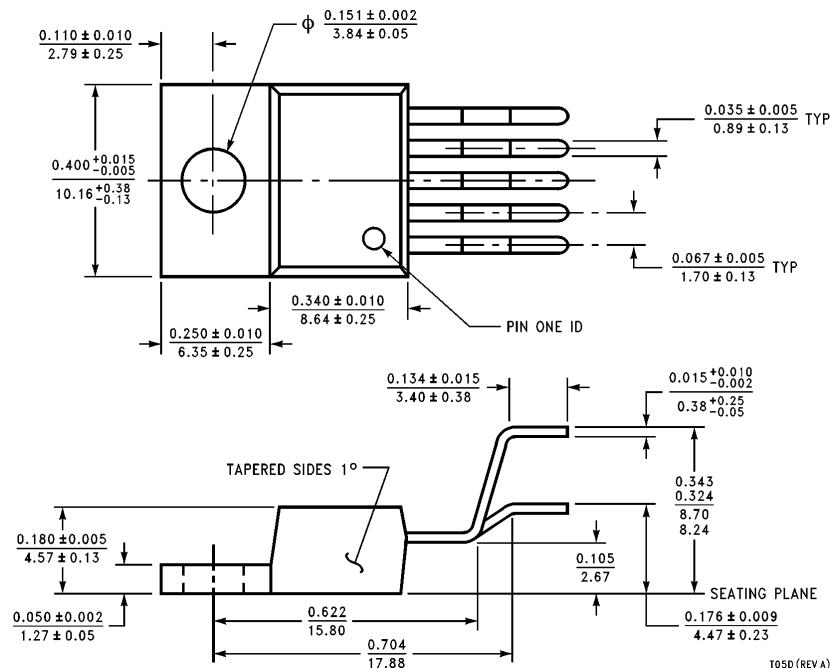 ϕ 0.151 ± 0.002
3.84 ± 0.05
0.110 ± 0.010
2.79 ± 0.25
0.035 ± 0.005 TYP
0.89 ± 0.13
0.400 +0.015 -0.005
10.16 +0.38 -0.13
0.067 ± 0.005 TYP
1.70 ± 0.13
0.340 ± 0.010
8.64 ± 0.25
PIN ONE ID
0.250 ± 0.010
6.35 ± 0.25
0.134 ± 0.015
3.40 ± 0.38
0.015 +0.010 -0.002
0.38 +0.25 -0.05
TAPERED SIDES 1°
0.343
0.324
8.70
8.24
0.180 ± 0.005
4.57 ± 0.13
0.105
2.67
SEATING PLANE
0.050 ± 0.002
1.27 ± 0.05
0.622
15.80
0.176 ± 0.009
4.47 ± 0.23
0.704
17.88
T05D (REV A)